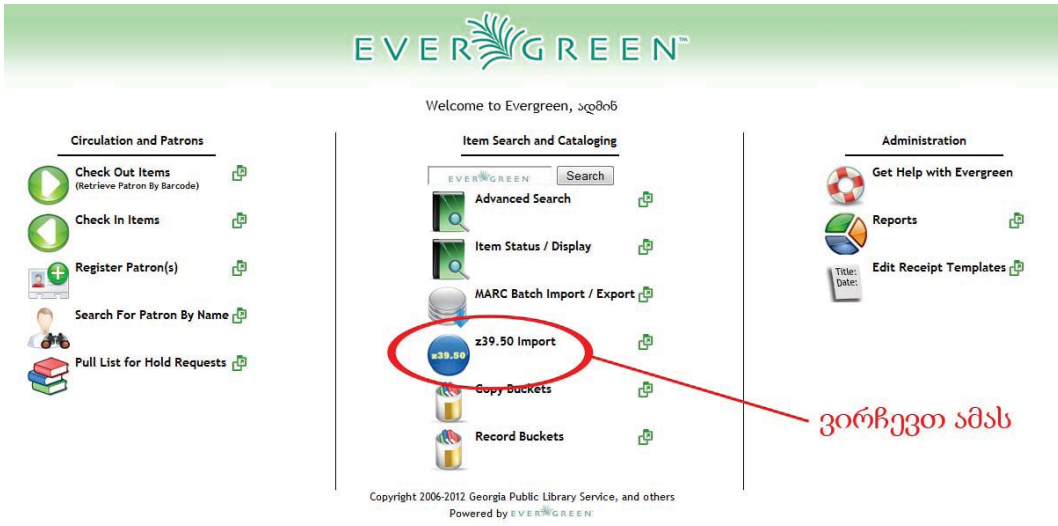 EVERGREEN™
Welcome to Evergreen, ადმინ
Circulation and Patrons
Check Out Items
(Retrieve Patron By Barcode)
Check In Items
Register Patron(s)
Search For Patron By Name
Pull List for Hold Requests
Item Search and Cataloging
EVERGREEN Search
Advanced Search
Item Status / Display
MARC Batch Import / Export
z39.50 Import
z39.50
Copy Buckets
Record Buckets
Administration
Get Help with Evergreen
Reports
Edit Receipt Templates
Title:
Date:
ვირჩევთ ამას
Copyright 2006-2012 Georgia Public Library Service, and others
Powered by EVERGREEN